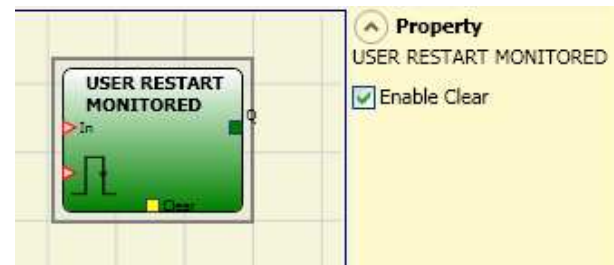 USER RESTART
MONITORED
In
Q
Clear
Property
USER RESTART MONITORED
Enable Clear